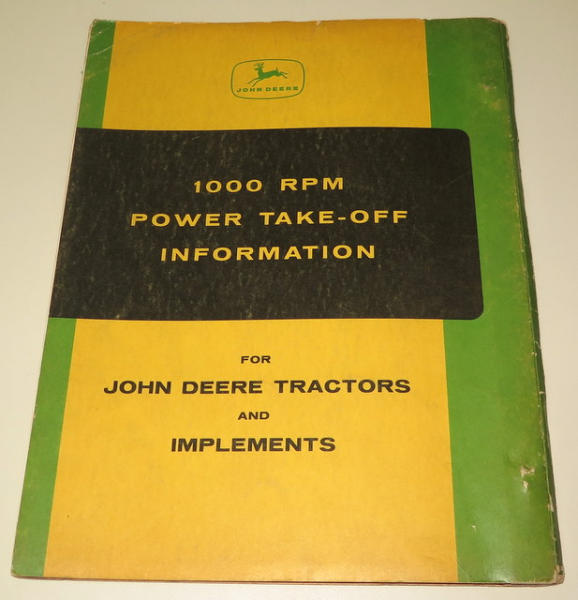 JOHN DEERE
1000 RPM
POWER TAKE-OFF
INFORMATION
FOR
JOHN DEERE TRACTORS
AND
IMPLEMENTS